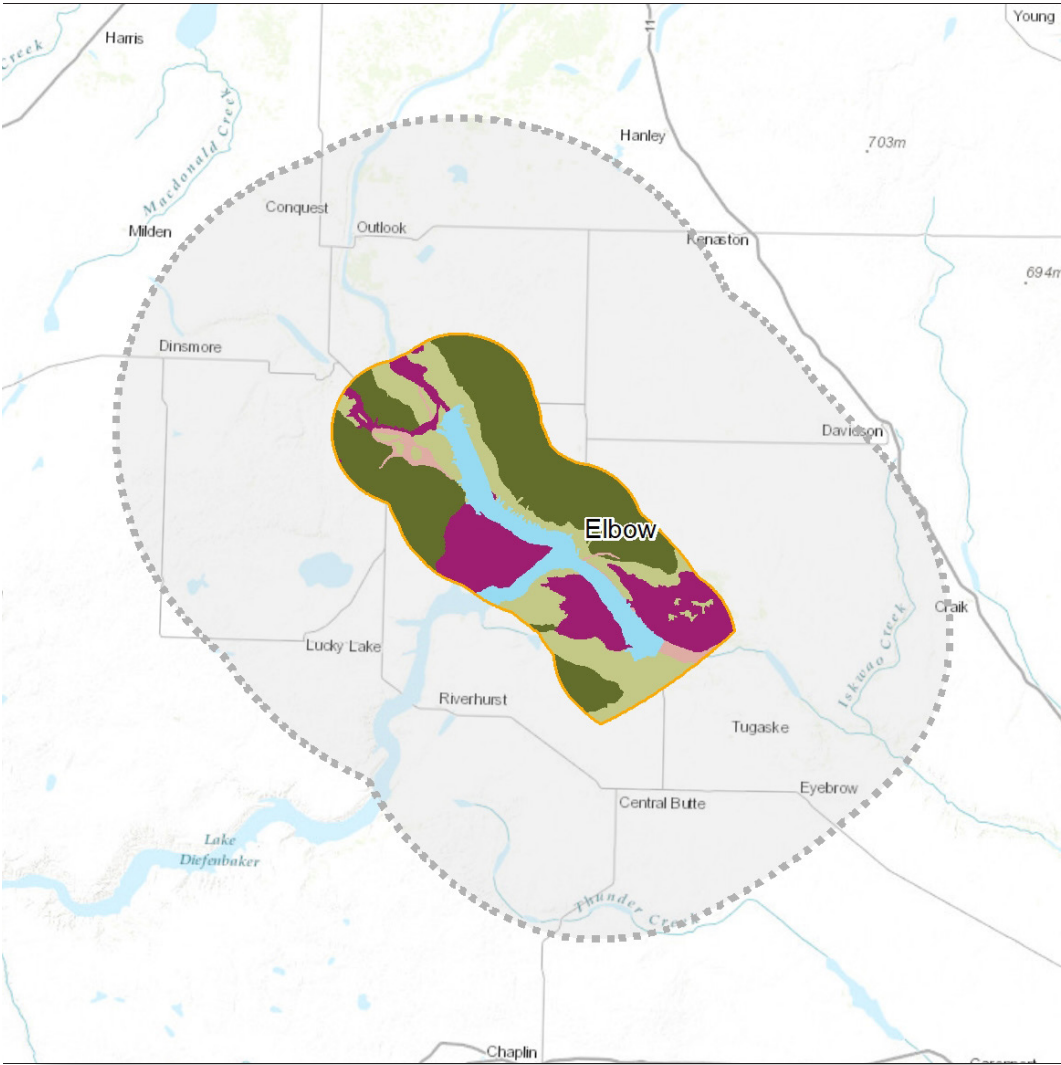 Young
11
Harris
Creek
Macdonald Creek
Hanley
703m
Conquest
Milden
Outlook
Kenaston
694m
Dinsmore
Davidson
Elbow
Craik
Iskwao Creek
Lucky Lake
Riverhurst
Tugaske
Eyebrow
Central Butte
Lake
Diefenbaker
Thunder Creek
Chaplin